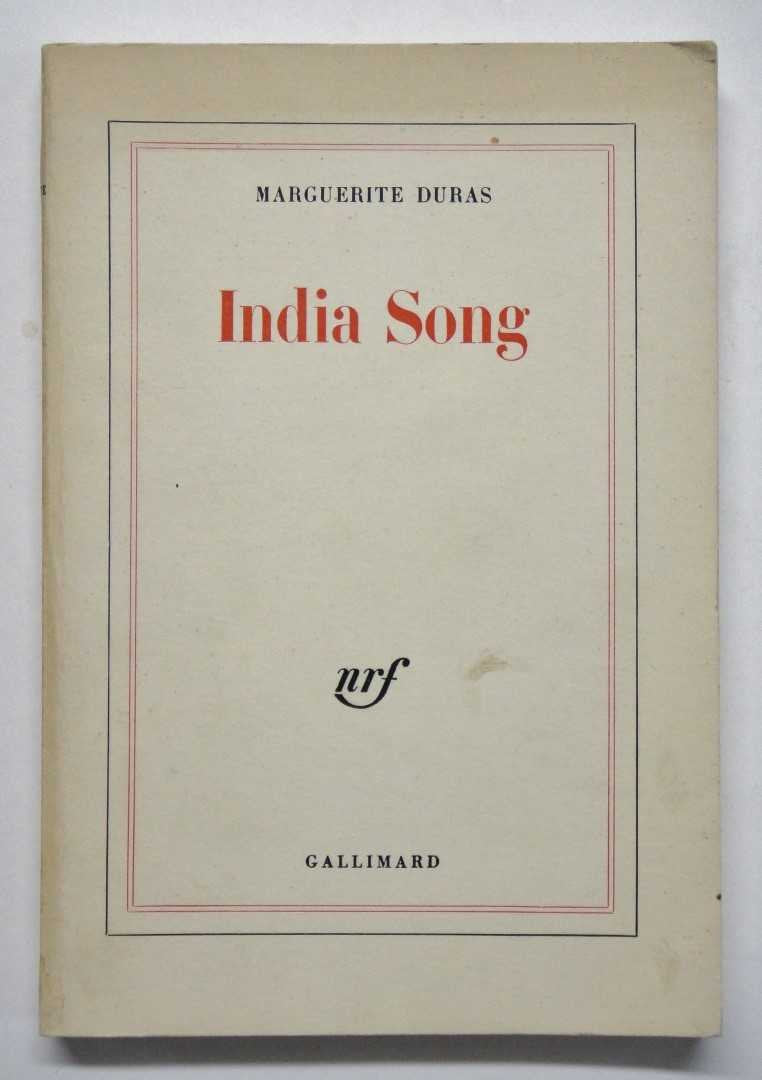 MARGUERITE DURAS
India Song
nrf
GALLIMARD